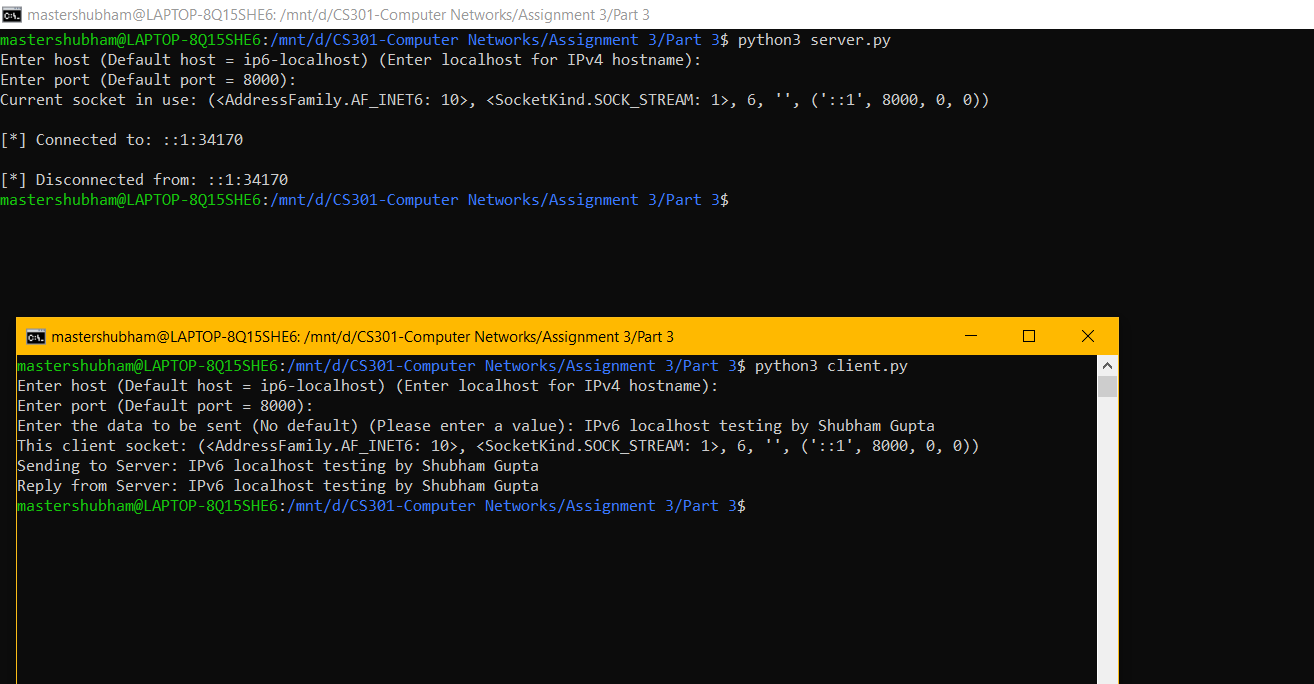 mastershubham@LAPTOP-8Q15SHE6: /mnt/d/CS301-Computer Networks/Assignment 3/Part 3
mastershubham@LAPTOP-8Q15SHE6:/mnt/d/CS301-Computer Networks/Assignment 3/Part 3$ python3 server.py
Enter host (Default host = ip6-localhost) (Enter localhost for IPv4 hostname):
Enter port (Default port = 8000):
Current socket in use: (<AddressFamily.AF_INET6: 10>, <SocketKind.SOCK_STREAM: 1>, 6, '', ('::1', 8000, 0, 0))
[*] Connected to: ::1:34170
[*] Disconnected from: ::1:34170
mastershubham@LAPTOP-8Q15SHE6:/mnt/d/CS301-Computer Networks/Assignment 3/Part 3$
mastershubham@LAPTOP-8Q15SHE6: /mnt/d/CS301-Computer Networks/Assignment 3/Part 3
mastershubham@LAPTOP-8Q15SHE6:/mnt/d/CS301-Computer Networks/Assignment 3/Part 3$ python3 client.py
Enter host (Default host = ip6-localhost) (Enter localhost for IPv4 hostname):
Enter port (Default port = 8000):
Enter the data to be sent (No default) (Please enter a value): IPv6 localhost testing by Shubham Gupta
This client socket: (<AddressFamily.AF_INET6: 10>, <SocketKind.SOCK_STREAM: 1>, 6, '', ('::1', 8000, 0, 0))
Sending to Server: IPv6 localhost testing by Shubham Gupta
Reply from Server: IPv6 localhost testing by Shubham Gupta
mastershubham@LAPTOP-8Q15SHE6:/mnt/d/CS301-Computer Networks/Assignment 3/Part 3$